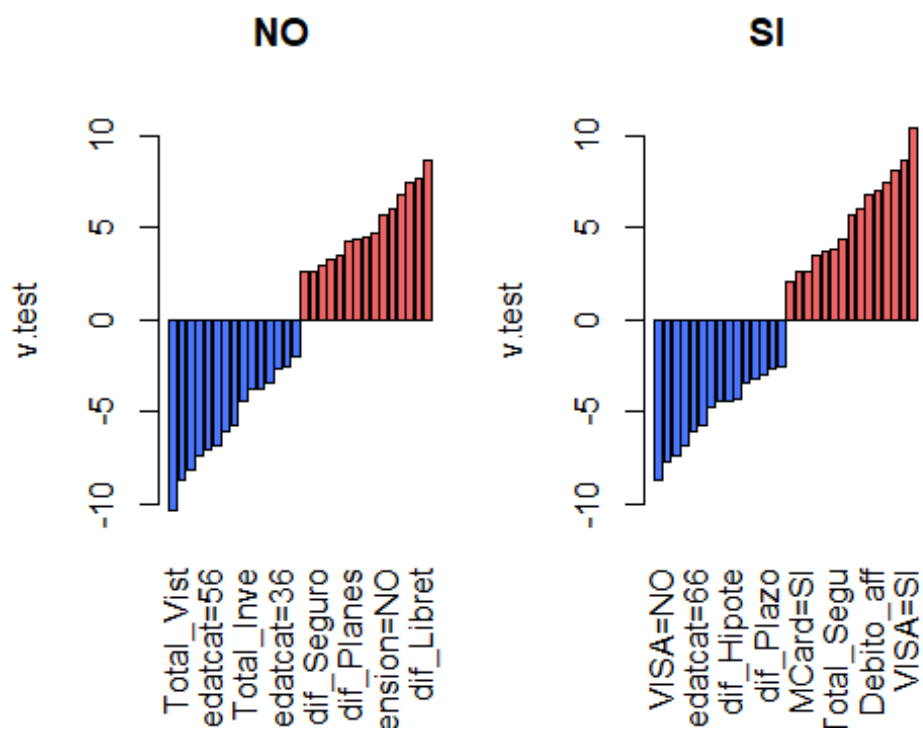 NO
v.test
10
5
0
-5
-10
Total_Vist
edatcat=56
Total_Inve
edatcat=36
dif_Seguro
dif_Planes
ension=NO
dif_Libret
SI
v.test
10
5
0
-5
-10
VISA=NO
edatcat=66
dif_Hipote
dif_Plazo
MCard=SI
Total_Segu
Debito_aff
VISA=SI